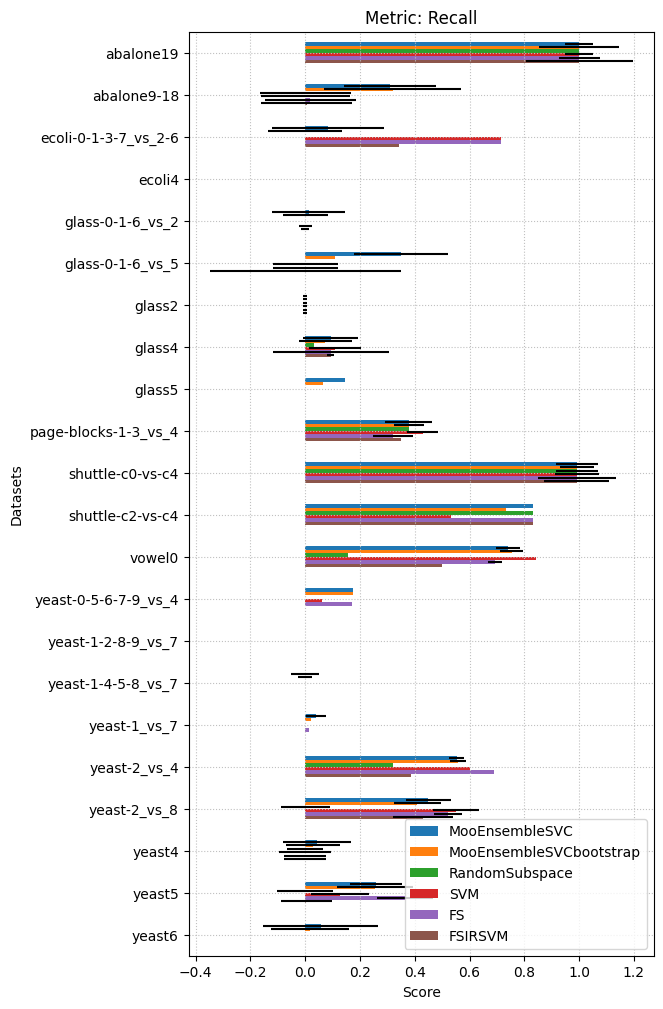 Metric: Recall
Datasets
abalone19
abalone9-18
ecoli-0-1-3-7_vs_2-6
ecoli4
glass-0-1-6_vs_2
glass-0-1-6_vs_5
glass2
glass4
glass5
page-blocks-1-3_vs_4
shuttle-c0-vs-c4
shuttle-c2-vs-c4
vowel0
yeast-0-5-6-7-9_vs_4
yeast-1-2-8-9_vs_7
yeast-1-4-5-8_vs_7
yeast-1_vs_7
yeast-2_vs_4
yeast-2_vs_8
yeast4
yeast5
yeast6
MooEnsembleSVC
MooEnsembleSVCbootstrap
RandomSubspace
SVM
FS
FSIRSVM
−0.4 −0.2 0.0 0.2 0.4 0.6 0.8 1.0 1.2
Score